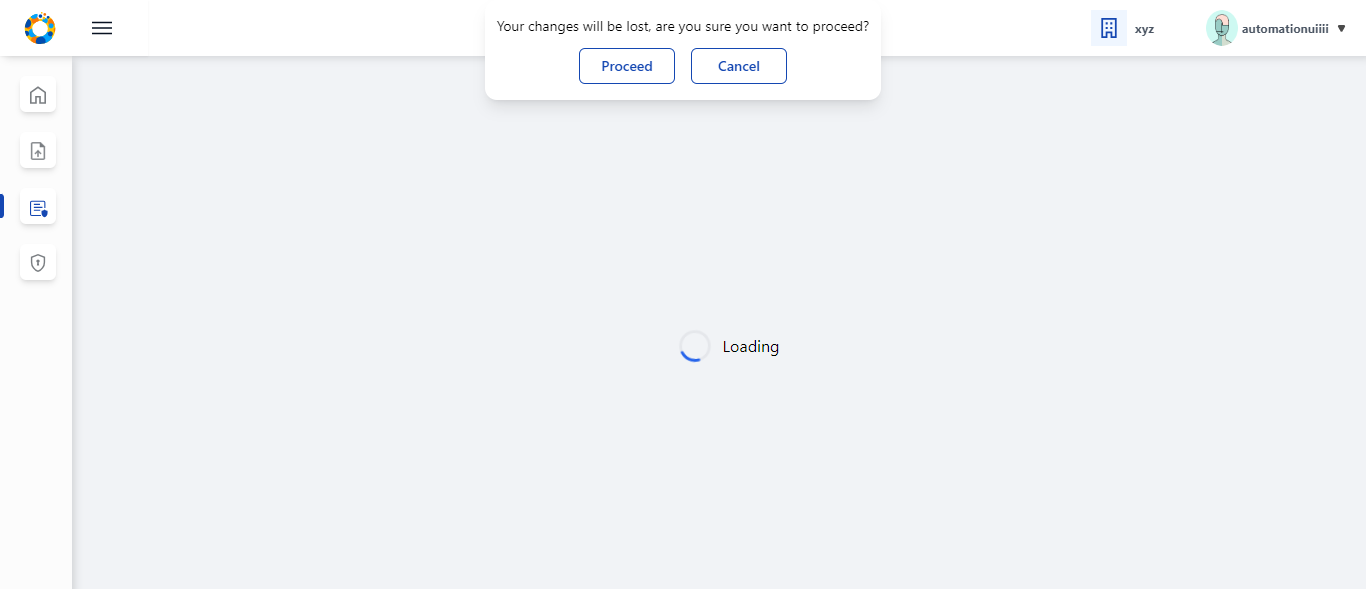 Your changes will be lost, are you sure you want to proceed?
Proceed
Cancel
xyz
automationuiiii
Loading